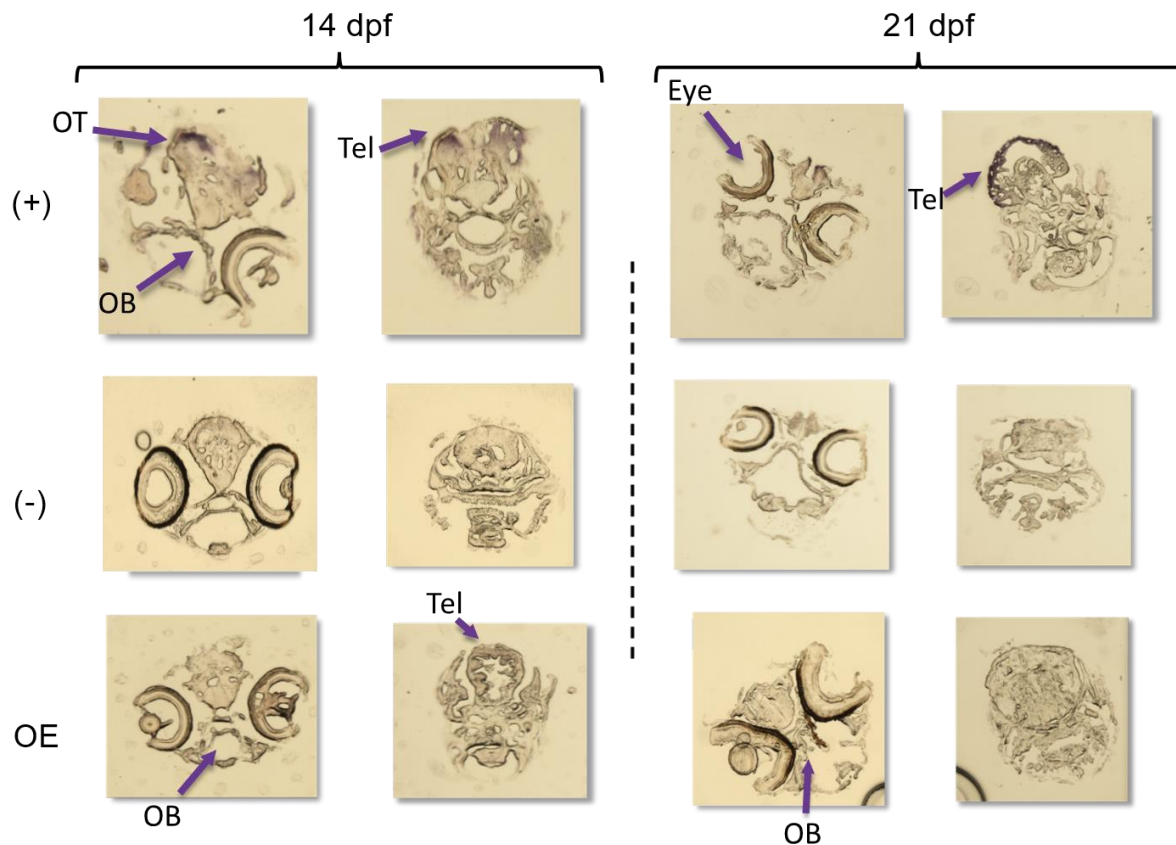 14 dpf
21 dpf
OT
Tel
Eye
Tel
(+)
OB
(-)
Tel
OE
OB
OB